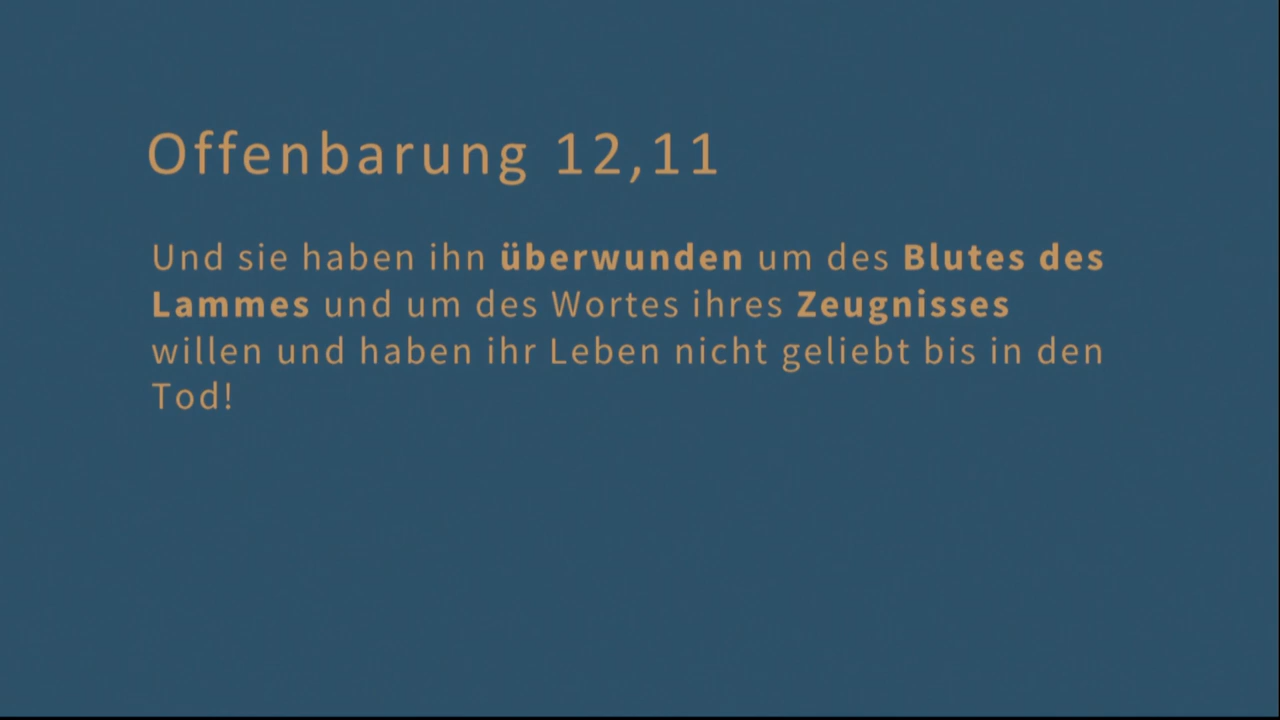 Offenbarung 12,11
Und sie haben ihn überwunden um des Blutes des
Lammes und um des Wortes ihres Zeugnisses
willen und haben ihr Leben nicht geliebt bis in den
Tod!